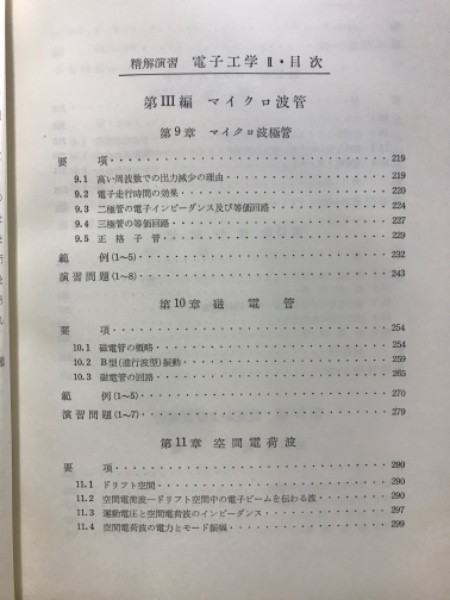 精解演習 電子工学 II・目次
第III編 マイクロ波管
第9章 マイクロ波極管
要項 219
9.1 高い周波数での出力減少の理由 219
9.2 電子走行時間の効果 220
9.3 二極管の電子インピーダンス及び等価回路 224
9.4 三極管の等価回路 227
9.5 正格子管 229
範例(1~5) 232
演習問題(1~8) 243
第10章 磁電管
要項 254
10.1 磁電管の概略 254
10.2 B型(進行波型)振動 259
10.3 磁電管の回路 265
範例(1~5) 270
演習問題(1~7) 279
第11章 空間電荷波
要項 290
11.1 ドリフト空間 290
11.2 空間電荷波—ドリフト空間中の電子ビームを伝わる波 290
11.3 運動電圧と空間電荷波のインピーダンス 297
11.4 空間電荷波の電力とモード振幅 299